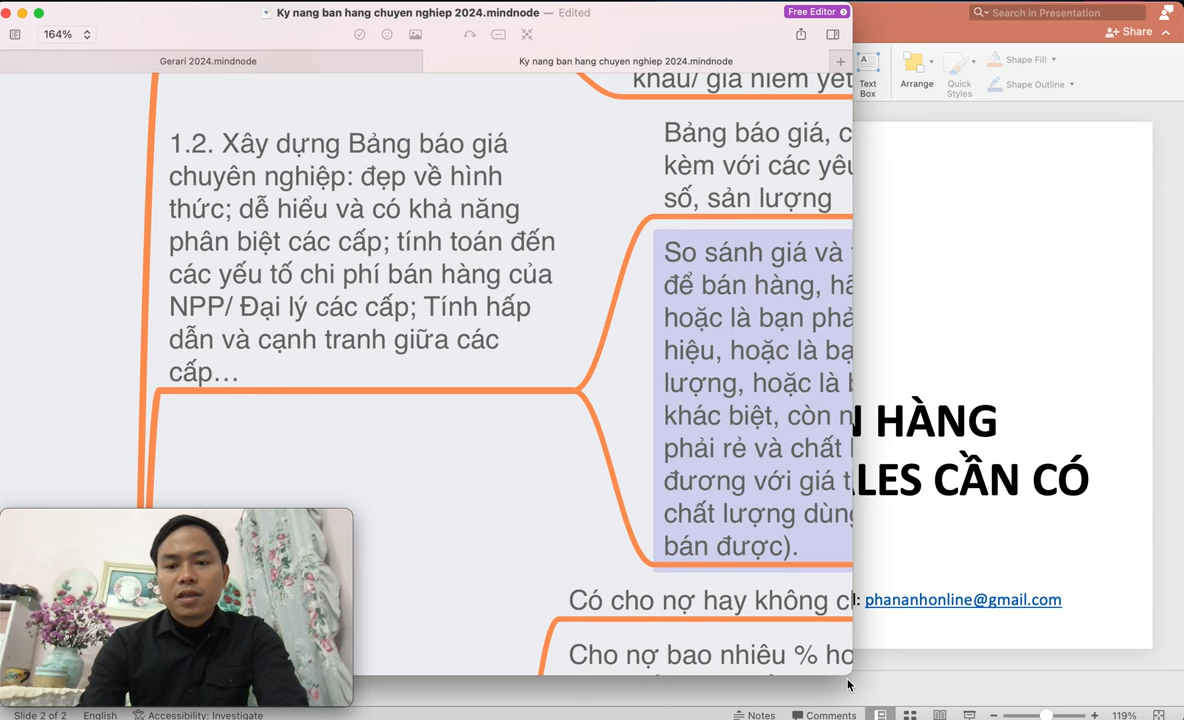 Ky nang ban hang chuyen nghiep 2024.mindnode — Edited
Free Editor
Search in Presentation
164%
Share
Gerari 2024.mindnode
Ky nang ban hang chuyen nghiep 2024.mindnode
Text
Box
Arrange
Quick
Styles
Shape Fill
Shape Outline
khấu/ giá niêm yết
1.2. Xây dựng Bảng báo giá
chuyên nghiệp: đẹp về hình
thức; dễ hiểu và có khả năng
phân biệt các cấp; tính toán đến
các yếu tố chi phí bán hàng của
NPP/ Đại lý các cấp; Tính hấp
dẫn và cạnh tranh giữa các
cấp…
Bảng báo giá, c
kèm với các yêu
số, sản lượng
So sánh giá và
để bán hàng, hã
hoặc là bạn phả
hiệu, hoặc là bạ
lượng, hoặc là
khác biệt, còn n
phải rẻ và chất
đương với giá t
chất lượng dùng
bán được).
Có cho nợ hay không
Cho nợ bao nhiêu % ho
HÀNG
LES CẦN CÓ
l: phananhonline@gmail.com
Slide 2 of 2
English
Accessibility: Investigate
Notes
Comments
119%